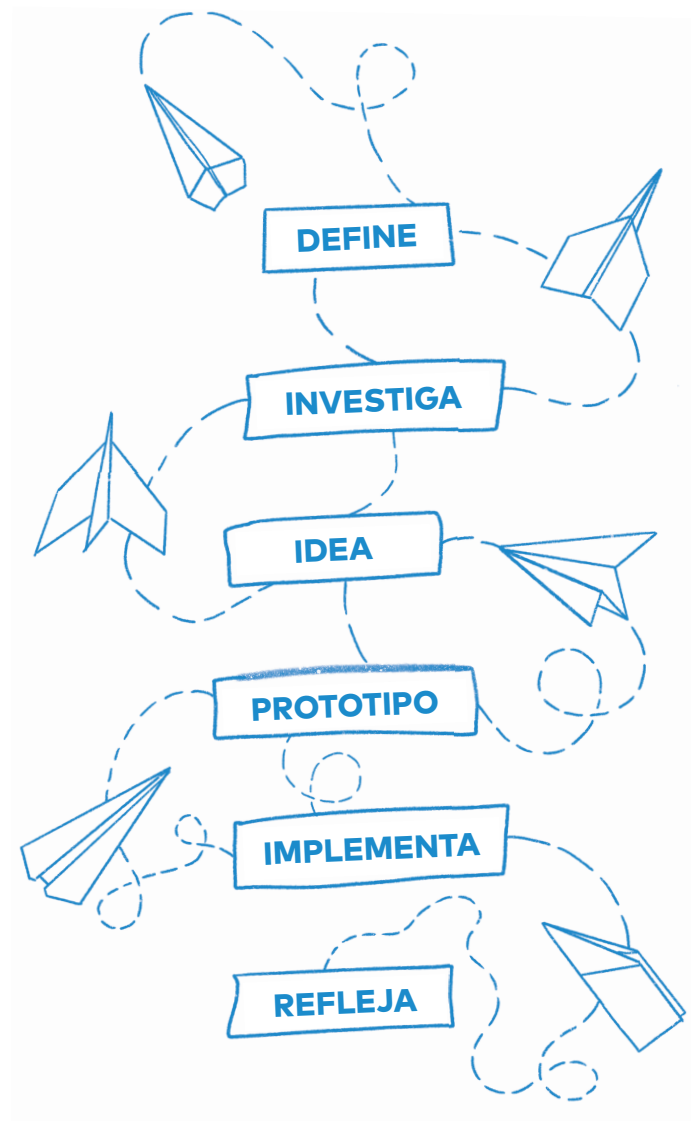 DEFINE
INVESTIGA
IDEA
PROTOTIPO
IMPLEMENTA
REFLEJA